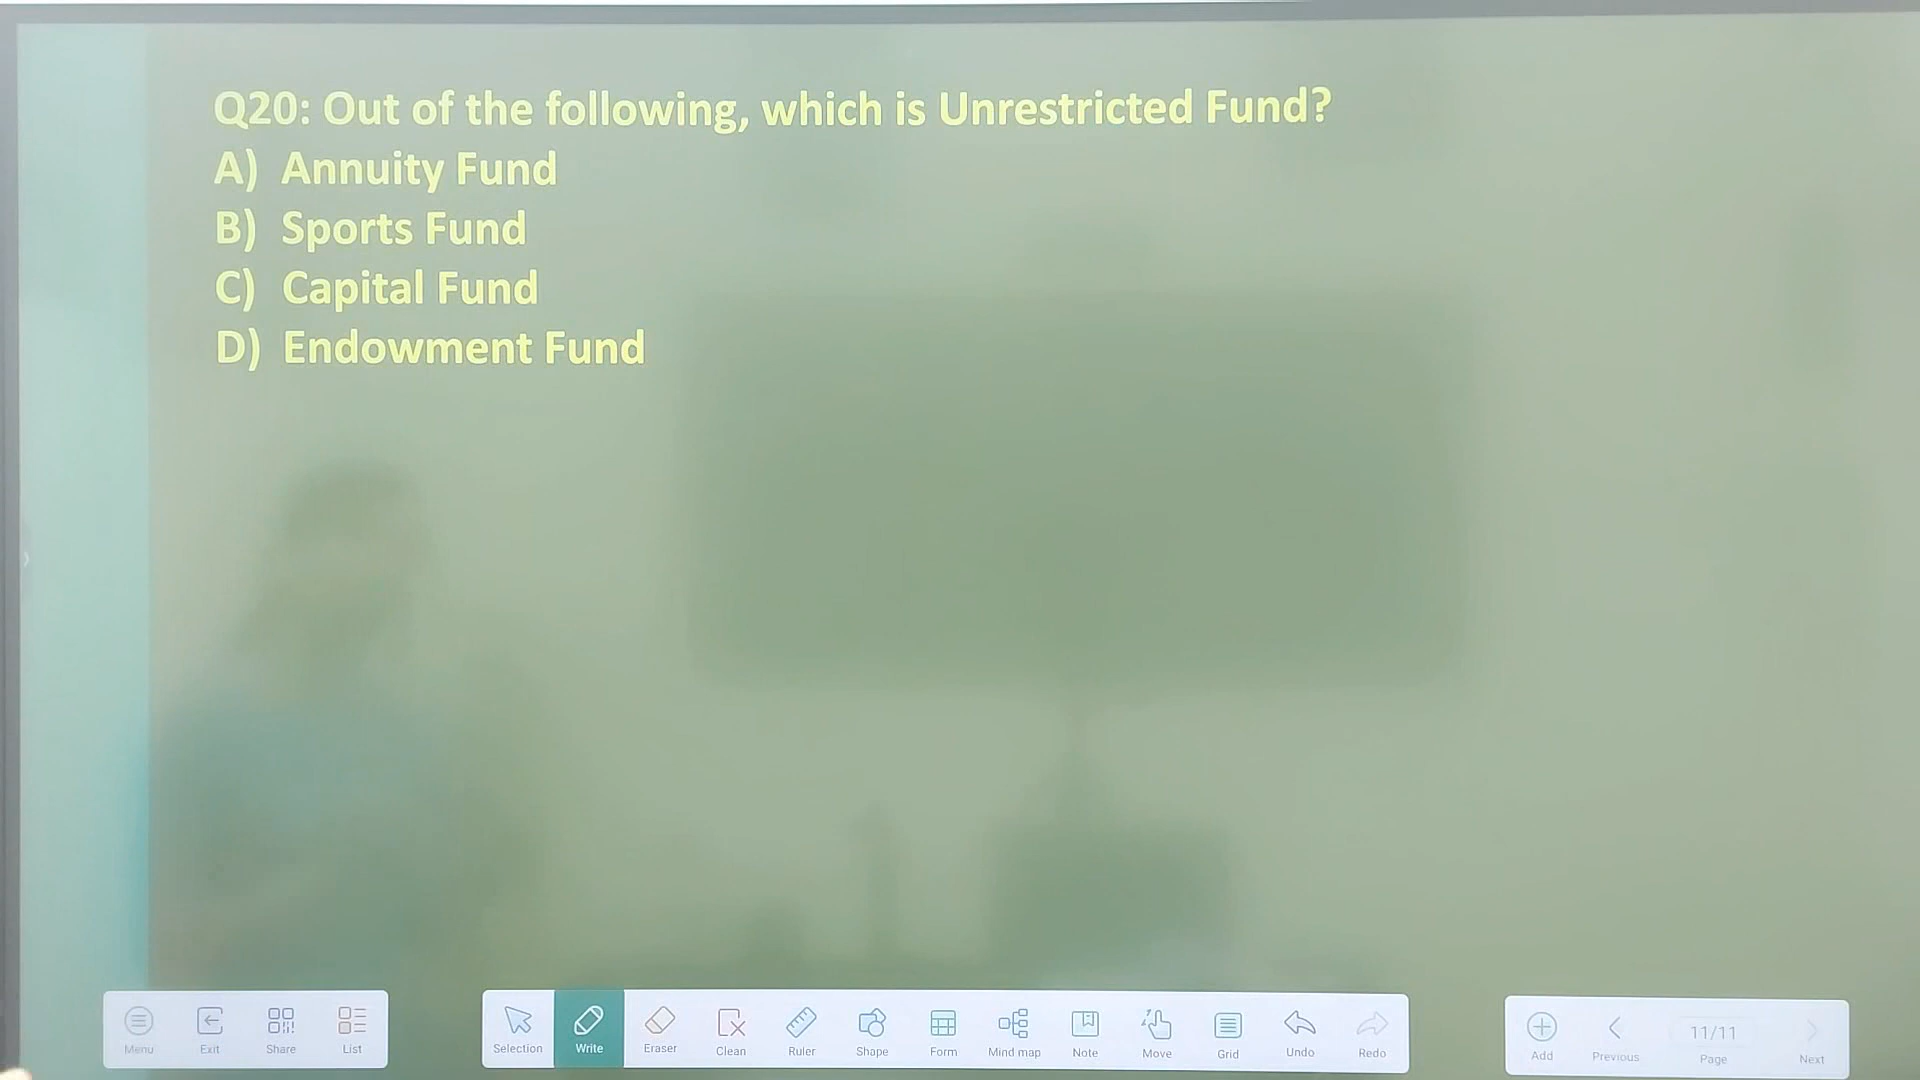 Q20: Out of the following, which is Unrestricted Fund?
A) Annuity Fund
B) Sports Fund
C) Capital Fund
D) Endowment Fund
Menu Exit Share List
Selection Write Eraser Clean Ruler Shape Form Mind map Note Move Grid Undo Redo
Add Previous 11/11 Page Next